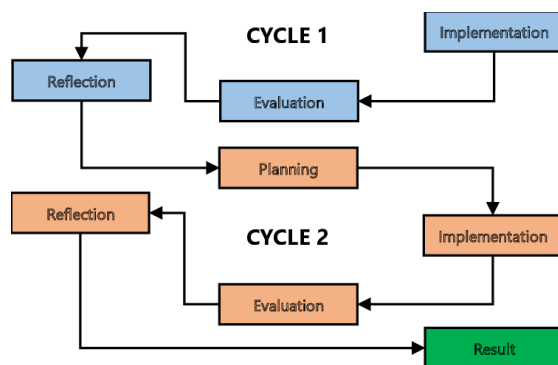 CYCLE 1
Implementation
Reflection
Evaluation
Planning
Reflection
CYCLE 2
Implementation
Evaluation
Result